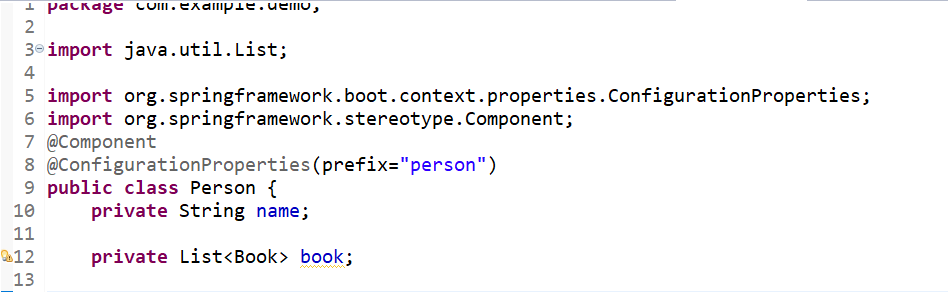 1 package com.example.demo;
2
3 import java.util.List;
4
5 import org.springframework.boot.context.properties.ConfigurationProperties;
6 import org.springframework.stereotype.Component;
7 @Component
8 @ConfigurationProperties(prefix="person")
9 public class Person {
10 private String name;
11
12 private List<Book> book;
13